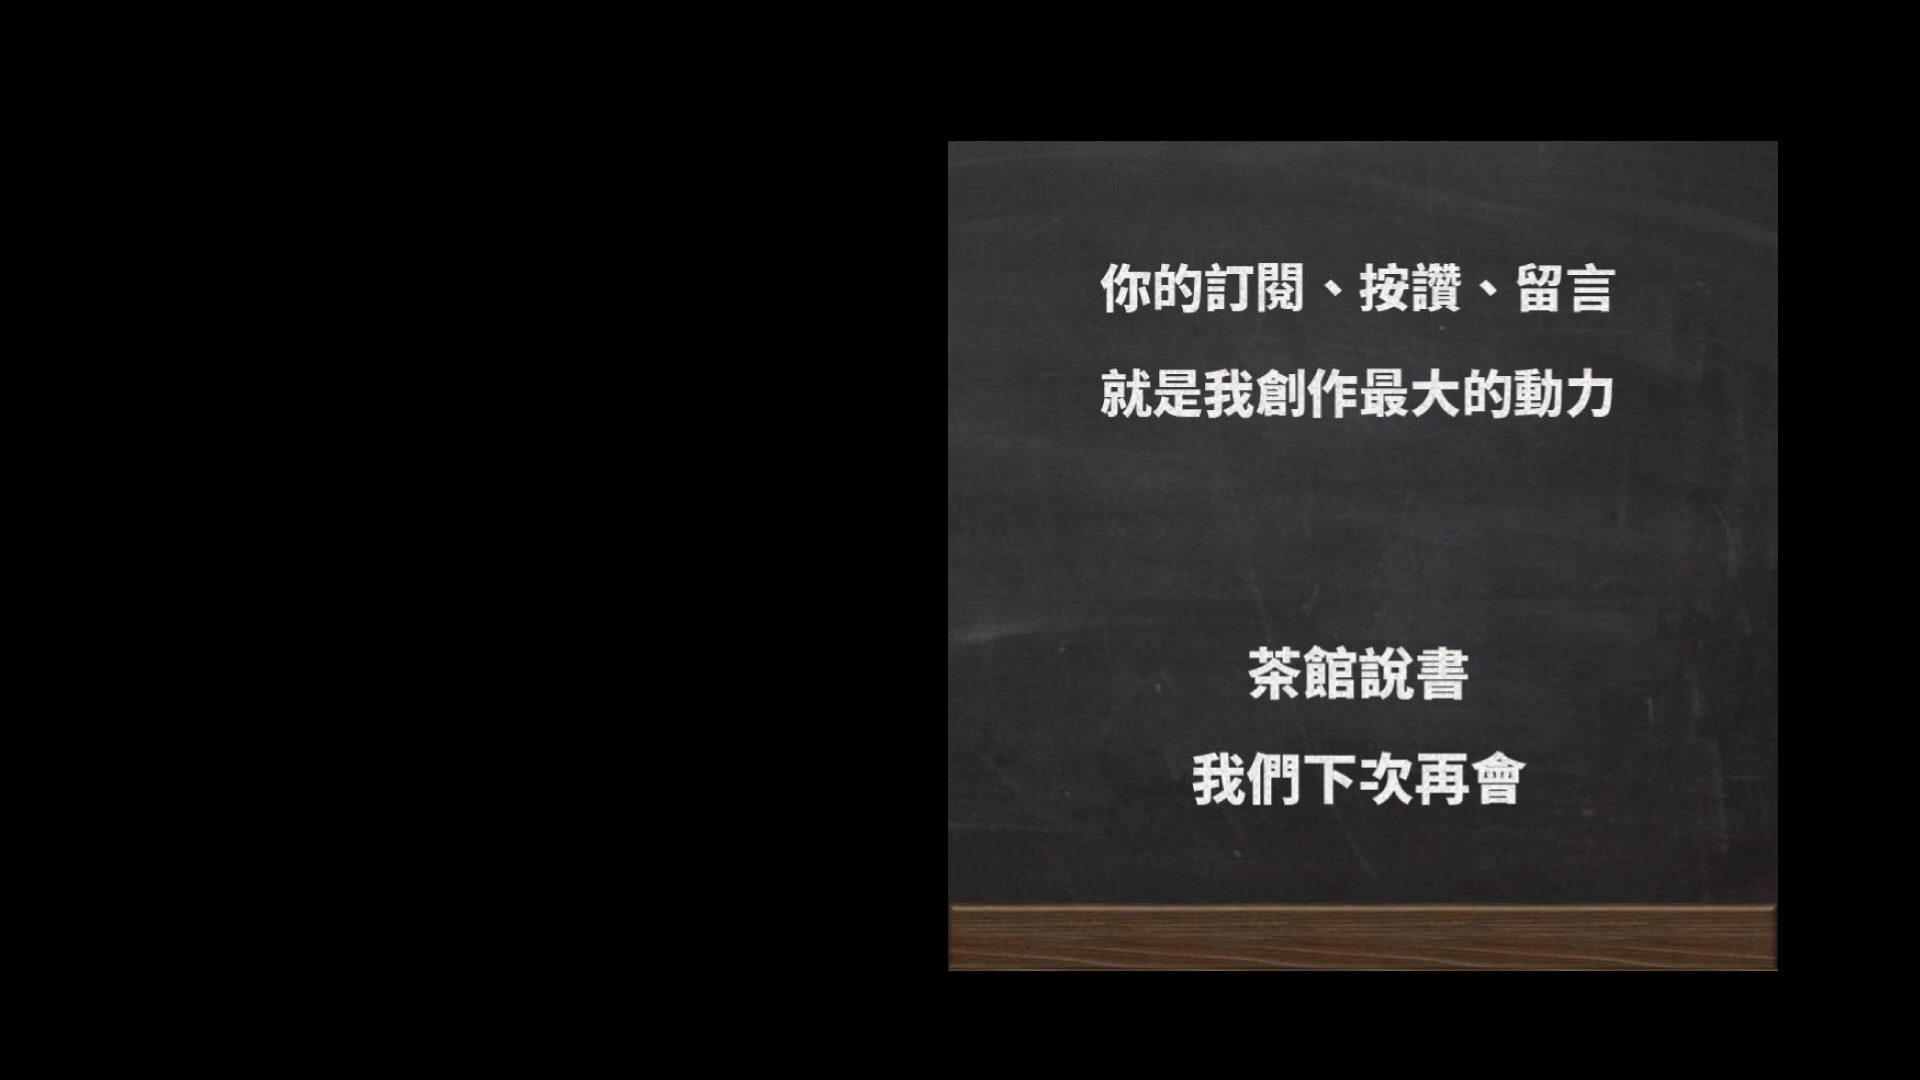 你的訂閱、按讚、留言
就是我創作最大的動力
茶館說書
我們下次再會